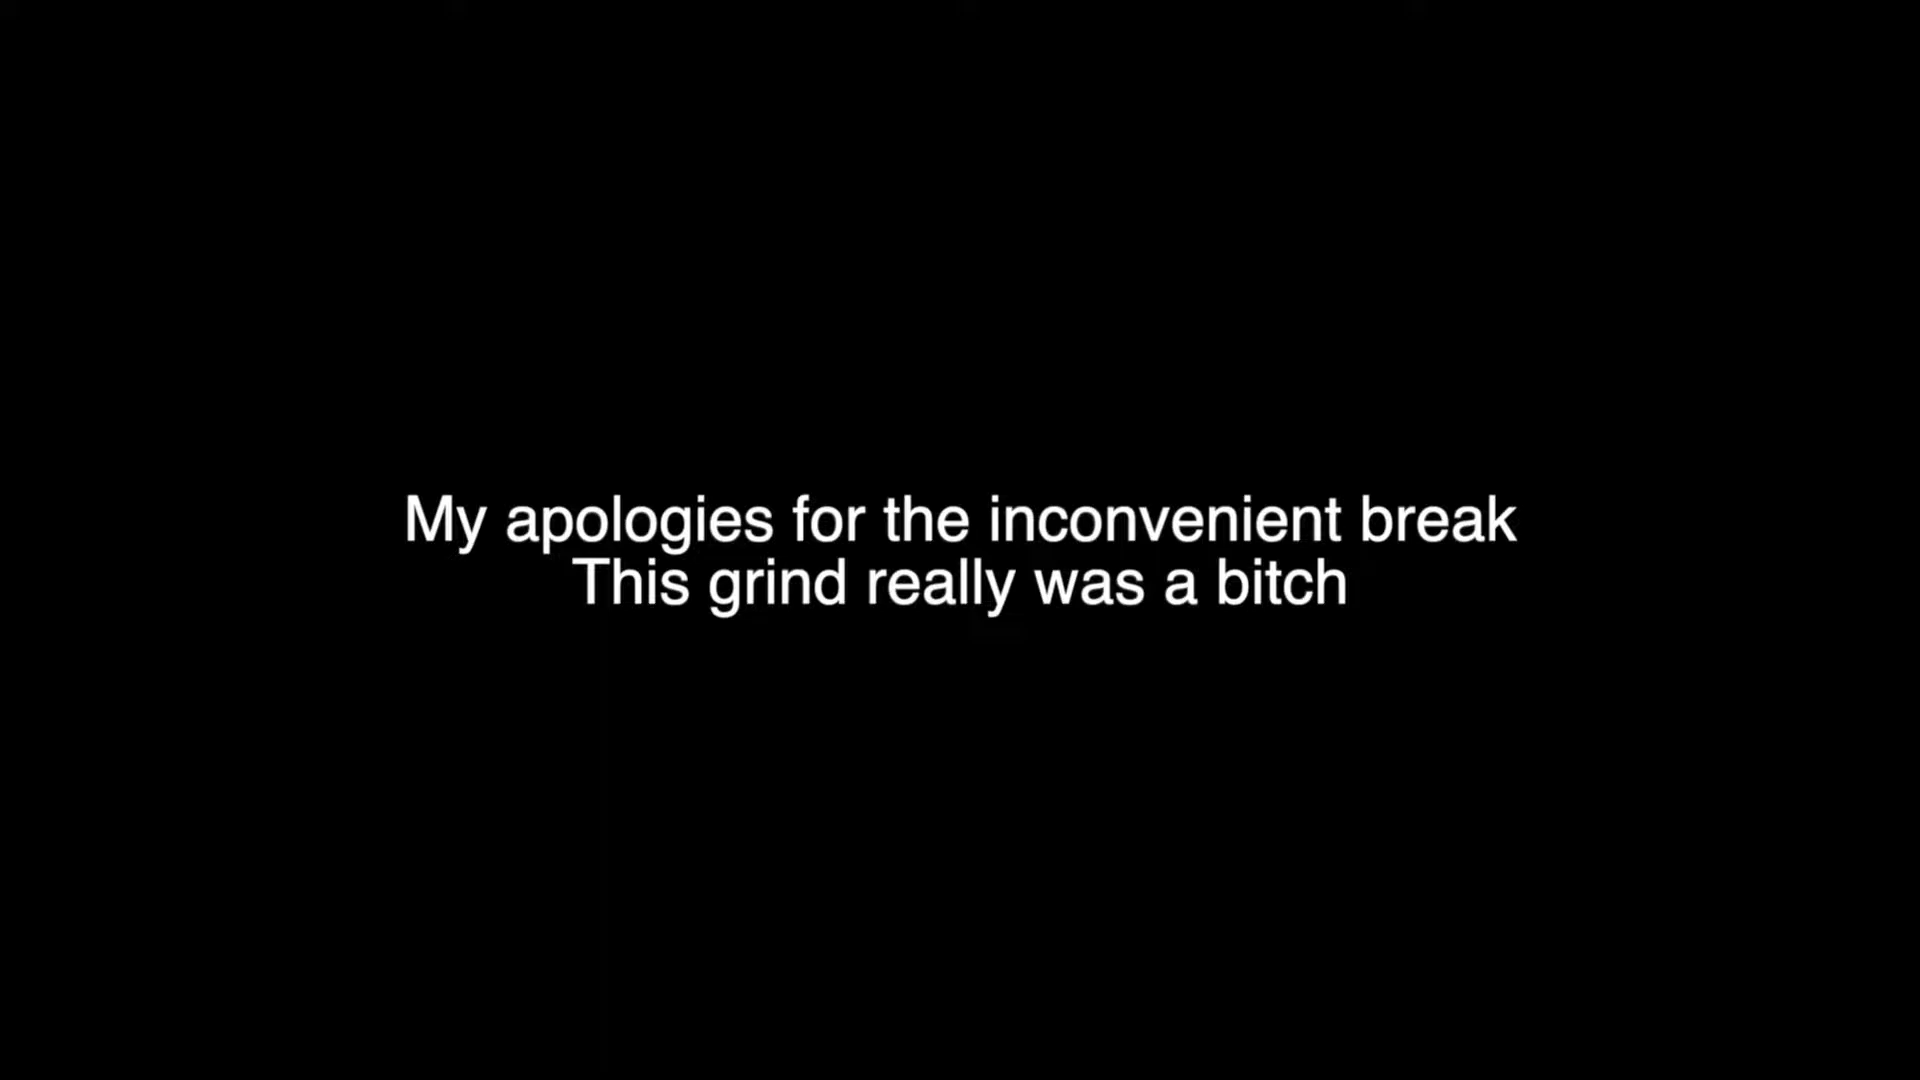 My apologies for the inconvenient break
This grind really was a bitch